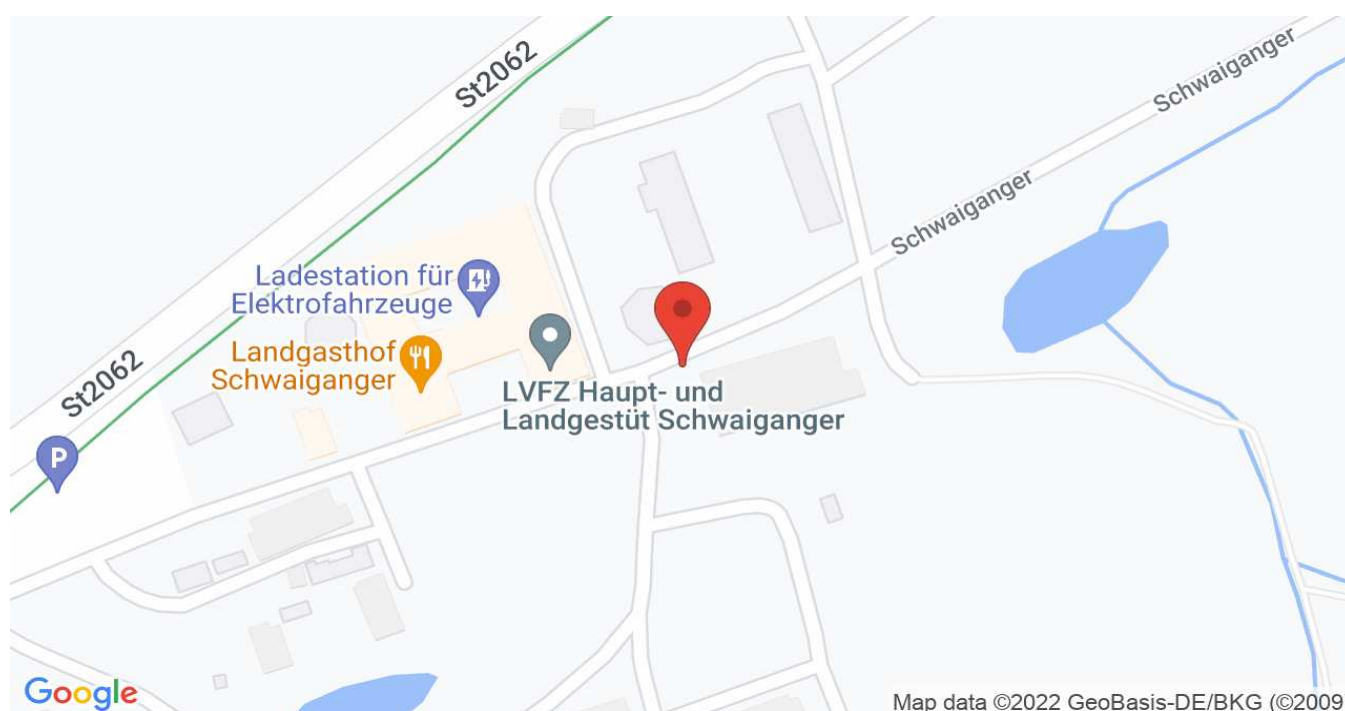 St2062
Schwaiganger
Schwaiganger
Ladestation für
Elektrofahrzeuge
Landgasthof
Schwaiganger
St2062
LVFZ Haupt- und
Landgestüt Schwaiganger
P
Google
Map data ©2022 GeoBasis-DE/BKG (©2009